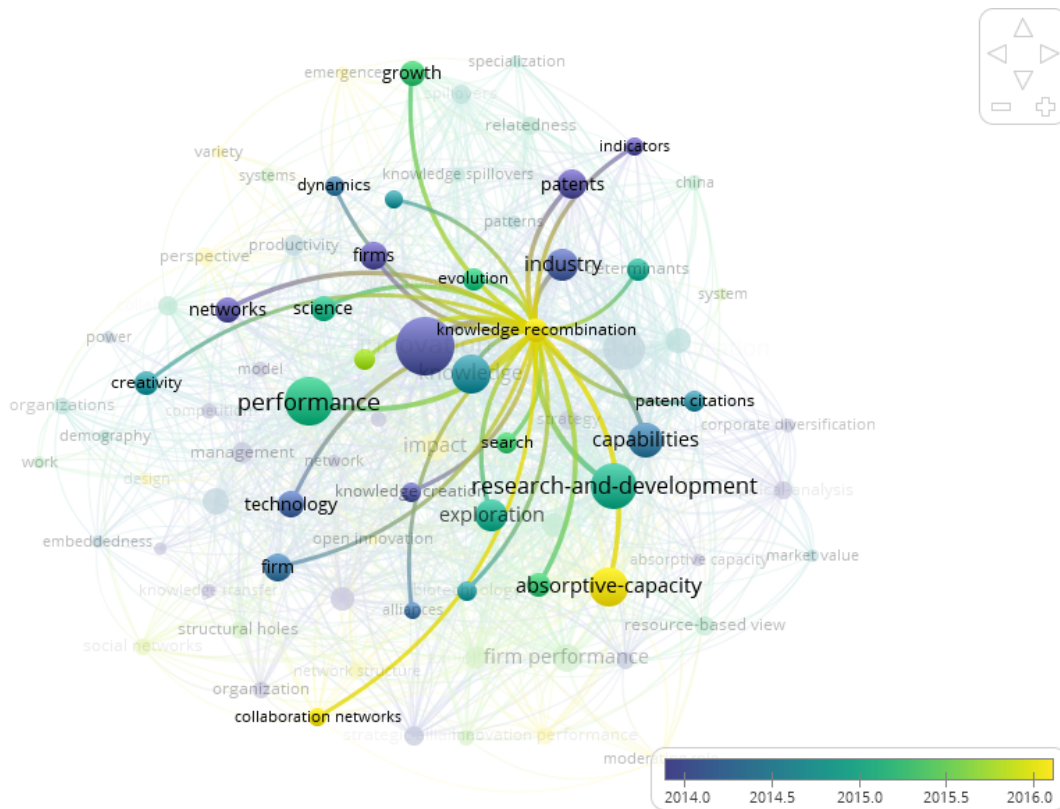 specialization
emergence
growth
spillovers
relatedness
indicators
variety
systems
knowledge spillovers
dynamics
patents
china
patterns
productivity
perspective
firms
industry
determinants
evolution
system
networks
science
knowledge recombination
power
knowledge
model
creativity
performance
organizations
competition
patent citations
strategy
corporate diversification
demography
impact
search
capabilities
management
network
work
design
knowledge creation
research-and-development
technology
exploration
embeddedness
open innovation
market value
absorptive capacity
firm
absorptive-capacity
knowledge transfer
alliances
structural holes
resource-based view
social networks
firm performance
network structure
organization
collaboration networks
innovation performance
2014.0 2014.5 2015.0 2015.5 2016.0